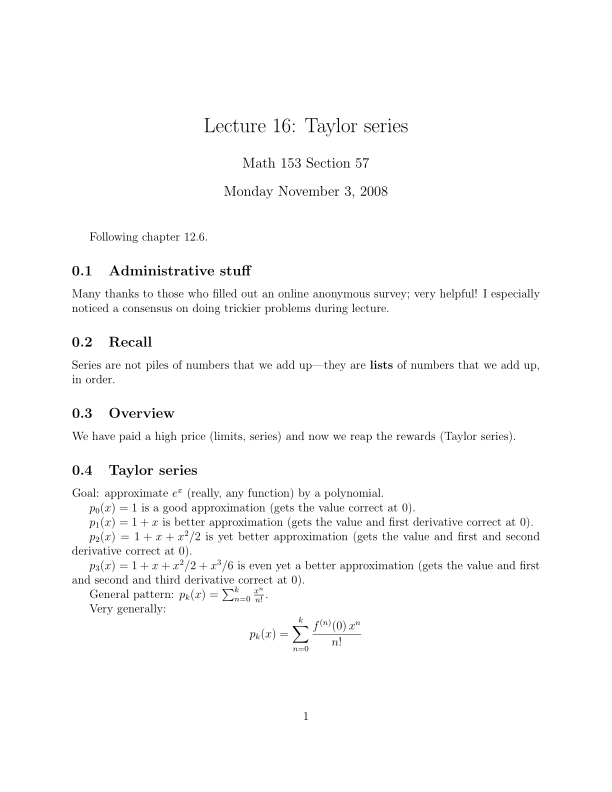 Lecture 16: Taylor series
Math 153 Section 57
Monday November 3, 2008
Following chapter 12.6.
0.1 Administrative stuff
Many thanks to those who filled out an online anonymous survey; very helpful! I especially
noticed a consensus on doing trickier problems during lecture.
0.2 Recall
Series are not piles of numbers that we add up—they are lists of numbers that we add up,
in order.
0.3 Overview
We have paid a high price (limits, series) and now we reap the rewards (Taylor series).
0.4 Taylor series
Goal: approximate e^x (really, any function) by a polynomial.
p_0(x) = 1 is a good approximation (gets the value correct at 0).
p_1(x) = 1 + x is better approximation (gets the value and first derivative correct at 0).
p_2(x) = 1 + x + x^2/2 is yet better approximation (gets the value and first and second
derivative correct at 0).
p_3(x) = 1 + x + x^2/2 + x^3/6 is even yet a better approximation (gets the value and first
and second and third derivative correct at 0).
General pattern: p_k(x) = \sum_{n=0}^{k} \frac{x^n}{n!}.
Very generally:
p_k(x) = \sum_{n=0}^{k} \frac{f^{(n)}(0) x^n}{n!}
1